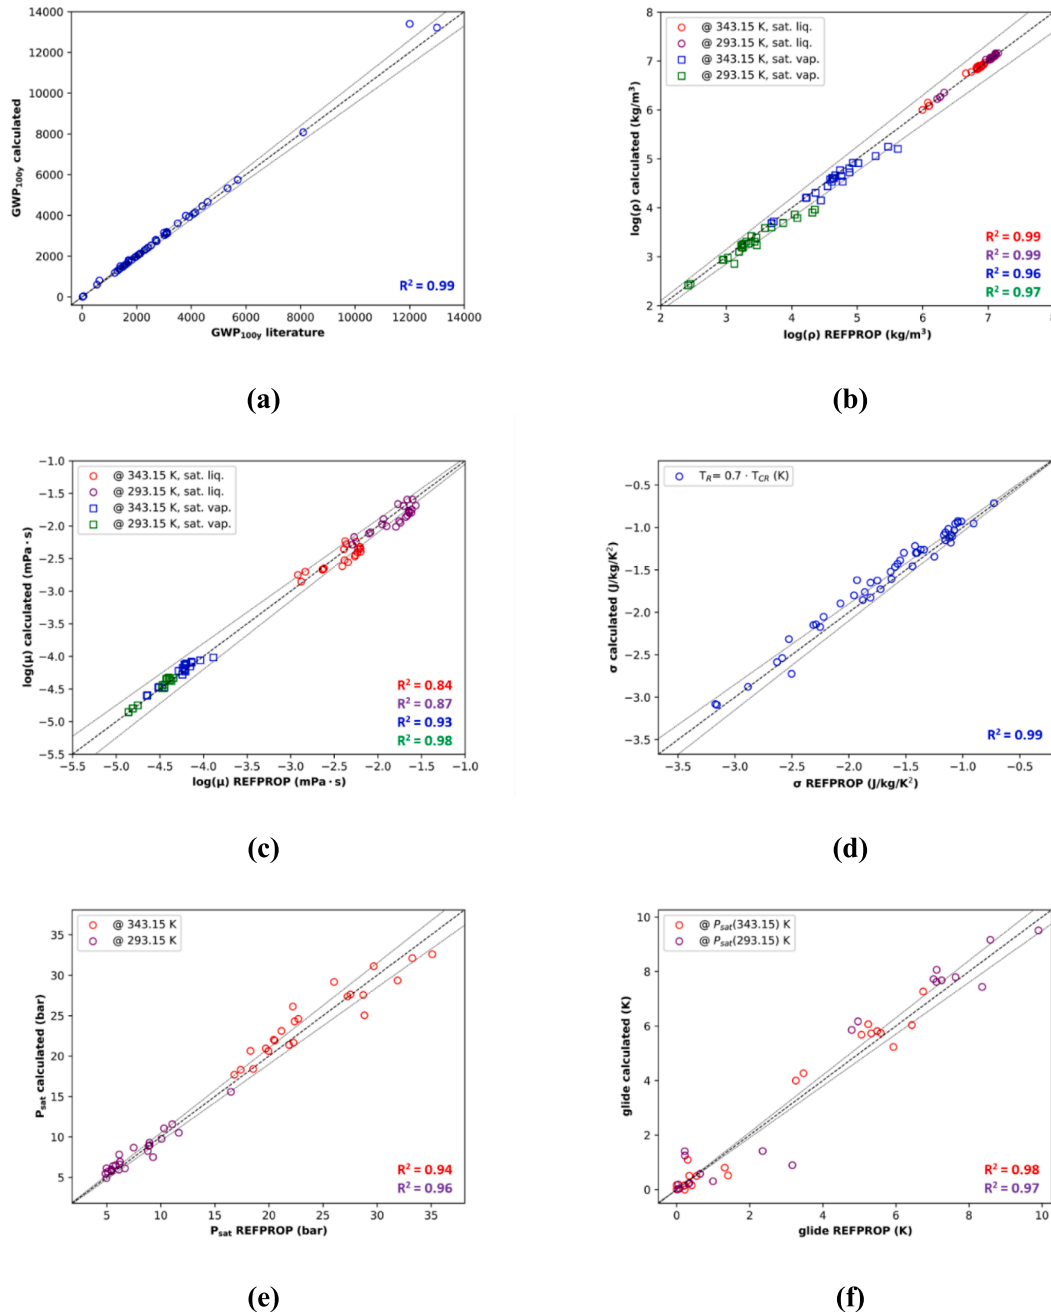 14000
12000
10000
8000
6000
4000
2000
0
GWP100y calculated
R² = 0.99
0 2000 4000 6000 8000 10000 12000 14000
GWP100y literature
(a)
@ 343.15 K, sat. liq.
@ 293.15 K, sat. liq.
@ 343.15 K, sat. vap.
@ 293.15 K, sat. vap.
8
7
6
5
4
3
2
log(ρ) calculated (kg/m³)
R² = 0.99
R² = 0.99
R² = 0.96
R² = 0.97
2 3 4 5 6 7 8
log(ρ) REFPROP (kg/m³)
(b)
@ 343.15 K, sat. liq.
@ 293.15 K, sat. liq.
@ 343.15 K, sat. vap.
@ 293.15 K, sat. vap.
−1.0
−1.5
−2.0
−2.5
−3.0
−3.5
−4.0
−4.5
−5.0
−5.5
log(μ) calculated (mPa · s)
R² = 0.84
R² = 0.87
R² = 0.93
R² = 0.98
−5.5 −5.0 −4.5 −4.0 −3.5 −3.0 −2.5 −2.0 −1.5 −1.0
log(μ) REFPROP (mPa · s)
(c)
T_R= 0.7 · T_CR (K)
−0.5
−1.0
−1.5
−2.0
−2.5
−3.0
−3.5
σ calculated (J/kg/K²)
R² = 0.99
−3.5 −3.0 −2.5 −2.0 −1.5 −1.0 −0.5
σ REFPROP (J/kg/K²)
(d)
@ 343.15 K
@ 293.15 K
35
30
25
20
15
10
5
P_sat calculated (bar)
R² = 0.94
R² = 0.96
5 10 15 20 25 30 35
P_sat REFPROP (bar)
(e)
@ P_sat(343.15) K
@ P_sat(293.15) K
10
8
6
4
2
0
glide calculated (K)
R² = 0.98
R² = 0.97
0 2 4 6 8 10
glide REFPROP (K)
(f)